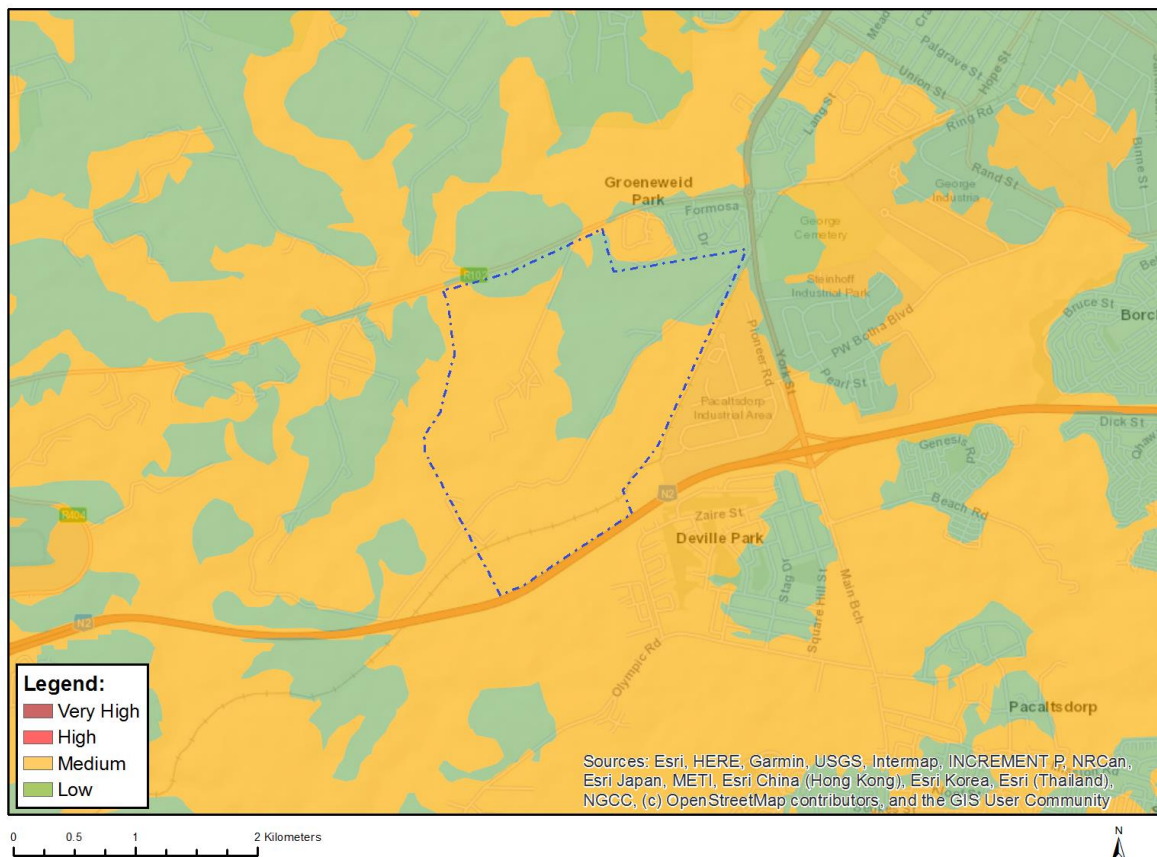 Palgrave St
Union St
Hope St
Lang St
Ring Rd
Binne St
Rand St
George
Industria
Groeneweid
Park
Formosa
Dr
George
Cemetery
R102
Steinhoff
Industrial Park
Bruce St
PW Botha Blvd
Pioneer Rd
York St
Pearl St
Pacaltsdorp
Industrial Area
Dick St
Genesis Rd
N2
Beach Rd
R404
Zaire St
Deville Park
Stag Dr
Square Hill St
Main Bch
N2
Olympic Rd
Pacaltsdorp
Legend:
Very High
High
Medium
Low
Sources: Esri, HERE, Garmin, USGS, Intermap, INCREMENT P, NRCan,
Esri Japan, METI, Esri China (Hong Kong), Esri Korea, Esri (Thailand),
NGCC, (c) OpenStreetMap contributors, and the GIS User Community
0 0.5 1 2 Kilometers
N